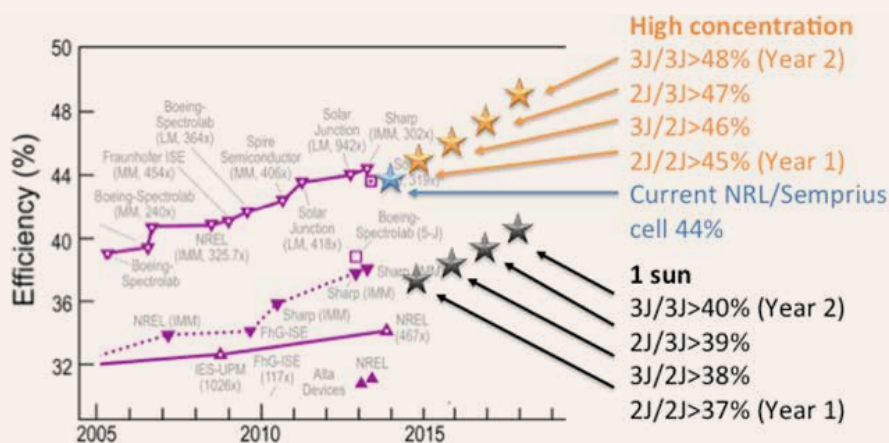 High concentration
3J/3J>48% (Year 2)
2J/3J>47%
3J/2J>46%
2J/2J>45% (Year 1)
Current NRL/Semprius
cell 44%
1 sun
3J/3J>40% (Year 2)
2J/3J>39%
3J/2J>38%
2J/2J>37% (Year 1)
Efficiency (%)
50
48
44
40
36
32
2005
2010
2015
Boeing-
Spectrolab
(LM, 364x)
Fraunhofer ISE
(MM, 454x)
Boeing-Spectrolab
(MM, 240x)
Boeing-
Spectrolab
NREL
(IMM, 325.7x)
Spire
Semiconductor
(MM, 406x)
Solar
Junction
(LM, 418x)
Solar
Junction
(LM, 942x)
Sharp
(IMM, 302x)
319x)
Boeing-
Spectrolab (5-J)
Sharp (IMM)
Sharp (IMM)
Sharp (IMM)
NREL (IMM)
FhG-ISE
IES-UPM
(1026x)
FhG-ISE
(117x)
Alta
Devices
NREL
NREL
(467x)